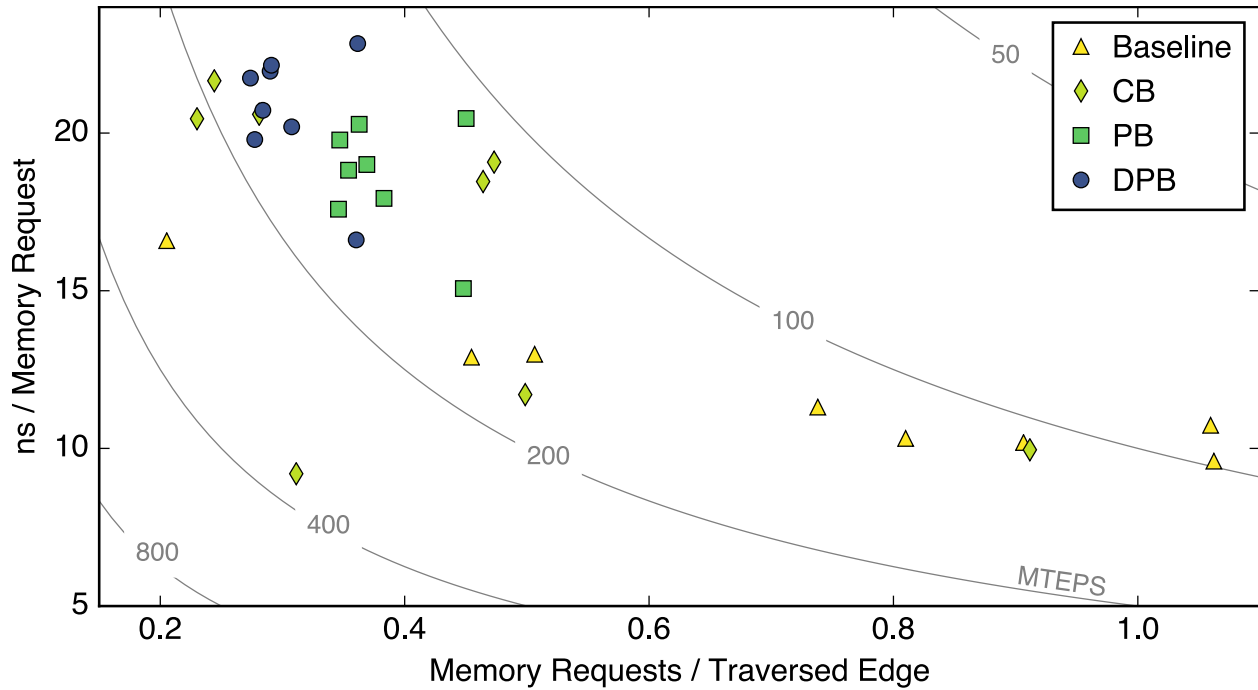 ns / Memory Request
20
15
10
5
0.2
0.4
0.6
0.8
1.0
Memory Requests / Traversed Edge
50
100
200
400
800
MTEPS
Baseline
CB
PB
DPB